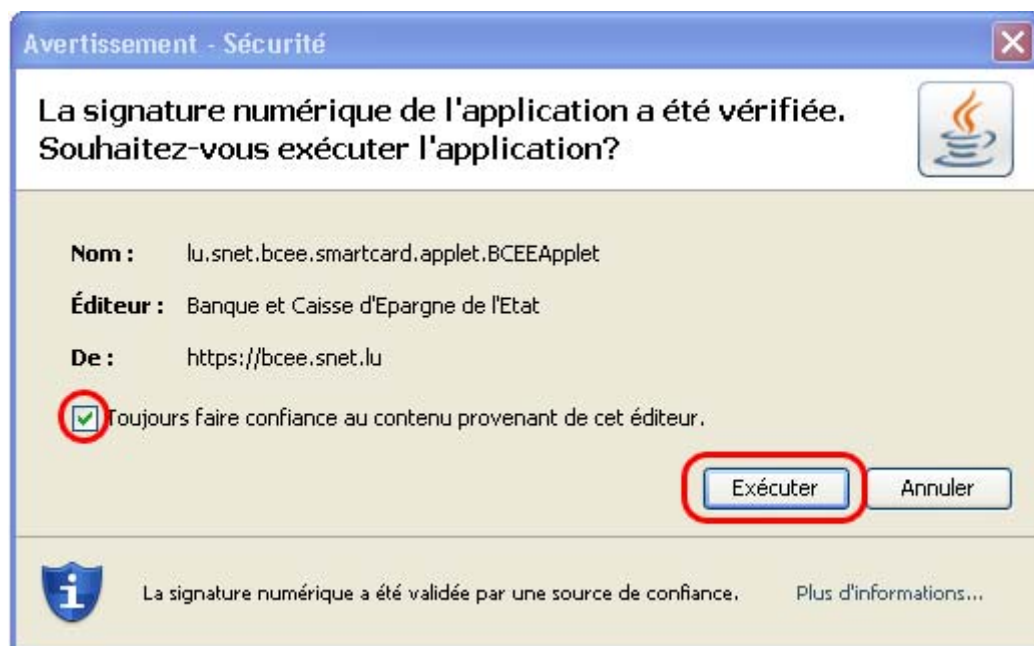 Avertissement - Sécurité
La signature numérique de l'application a été vérifiée.
Souhaitez-vous exécuter l'application?
Nom : lu.snet.bcee.smartcard.applet.BCEEApplet
Éditeur : Banque et Caisse d'Epargne de l'Etat
De : https://bcee.snet.lu
Toujours faire confiance au contenu provenant de cet éditeur.
Exécuter Annuler
La signature numérique a été validée par une source de confiance. Plus d'informations...